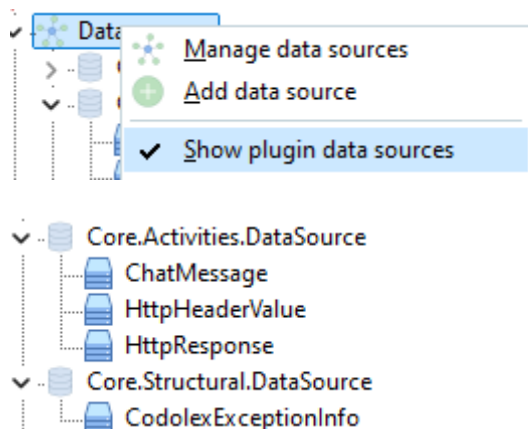 Data
Manage data sources
Add data source
Show plugin data sources
Core.Activities.DataSource
ChatMessage
HttpHeaderValue
HttpResponse
Core.Structural.DataSource
CodolexExceptionInfo